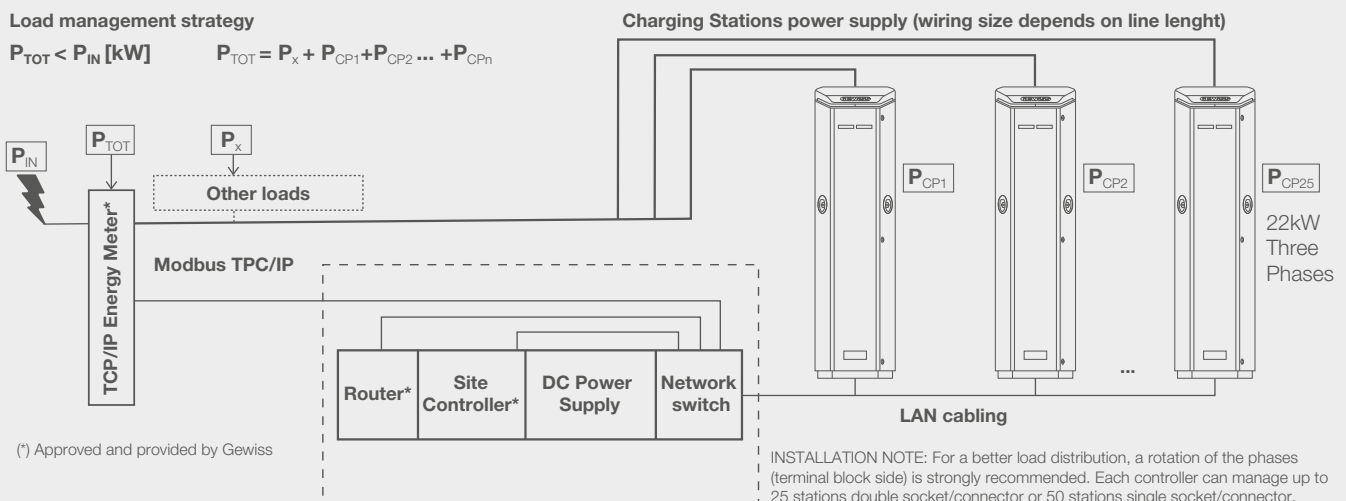 Load management strategy
Charging Stations power supply (wiring size depends on line lenght)
PTOT < PIN [kW]
PTOT = Px + PCP1+PCP2 ... +PCPn
PIN
PTOT
Px
Other loads
TCP/IP Energy Meter*
Modbus TPC/IP
PCP1
PCP2
PCP25
22kW
Three
Phases
Router*
Site
Controller*
DC Power
Supply
Network
switch
...
LAN cabling
(*) Approved and provided by Gewiss
INSTALLATION NOTE: For a better load distribution, a rotation of the phases
(terminal block side) is strongly recommended. Each controller can manage up to
25 stations double socket/connector or 50 stations single socket/connector.